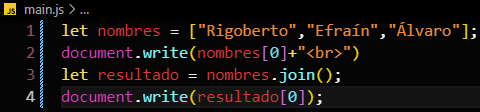 JS main.js > ...
1 let nombres = ["Rigoberto","Efraín","Álvaro"];
2 document.write(nombres[0]+"<br>")
3 let resultado = nombres.join();
4 document.write(resultado[0]);